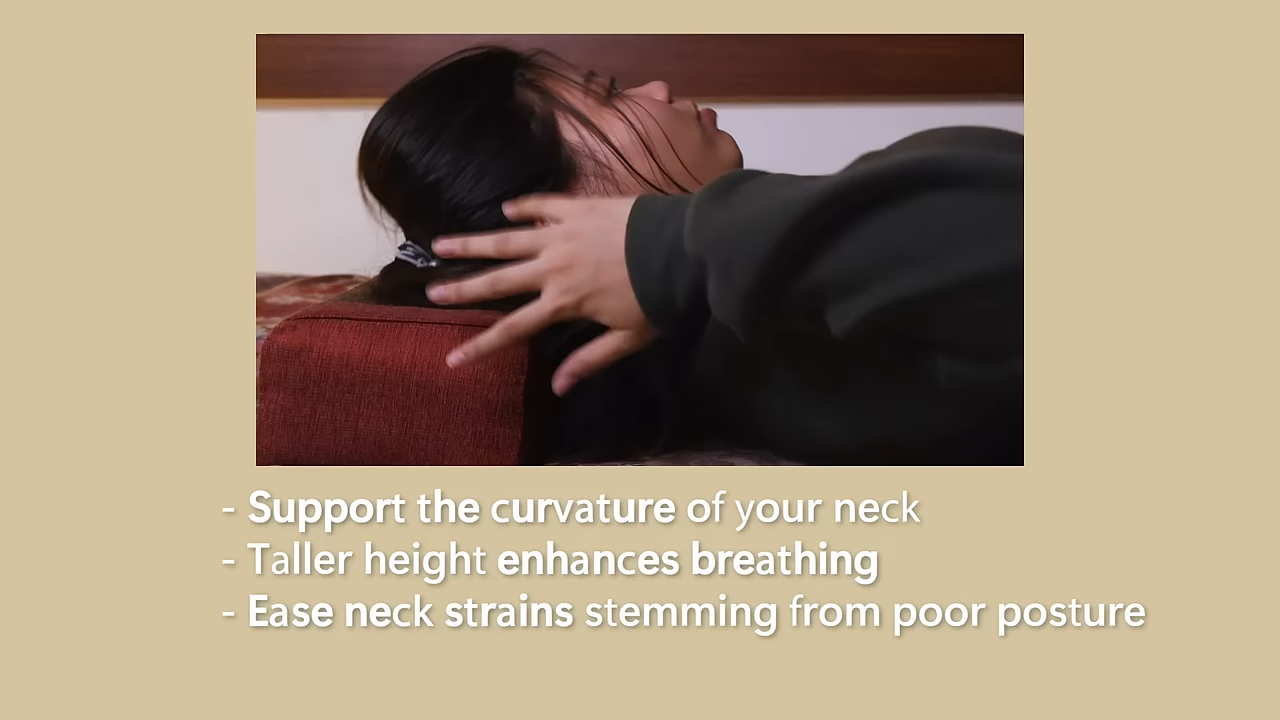 - Support the curvature of your neck
- Taller height enhances breathing
- Ease neck strains stemming from poor posture